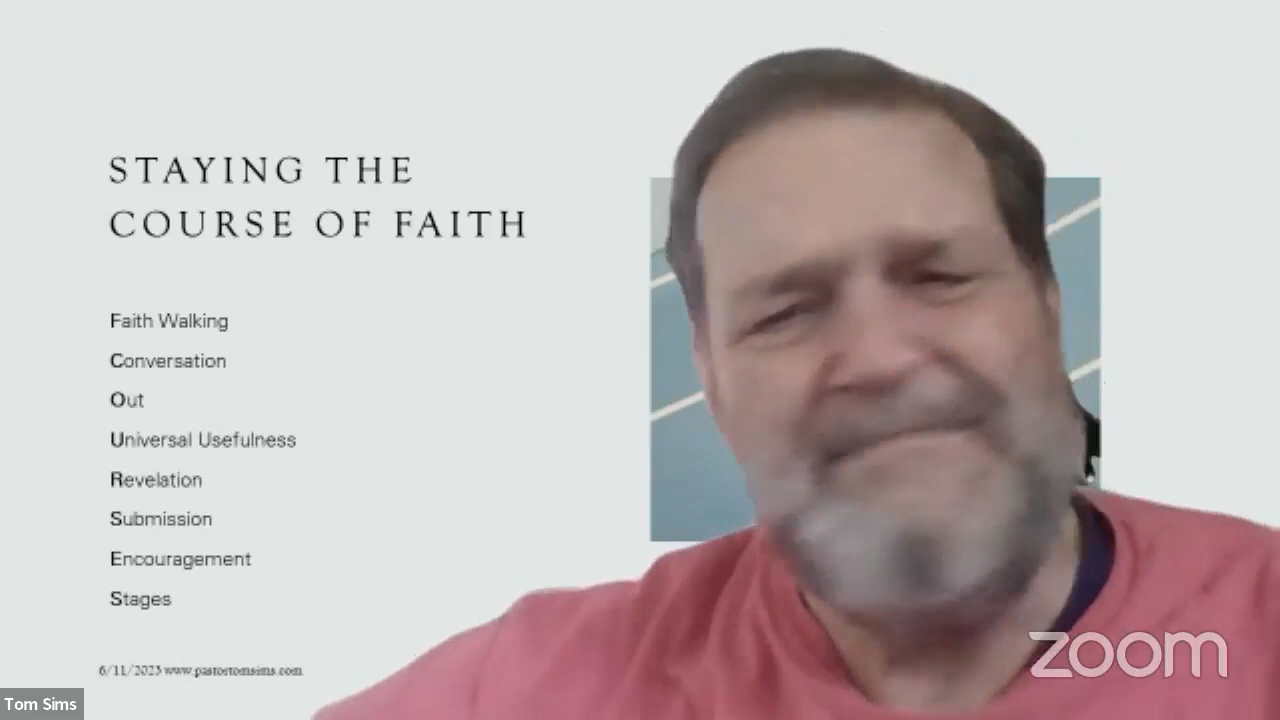 STAYING THE
COURSE OF FAITH
Faith Walking
Conversation
Out
Universal Usefulness
Revelation
Submission
Encouragement
Stages
6/11/2023 www.pastortomsims.com
Tom Sims
zoom